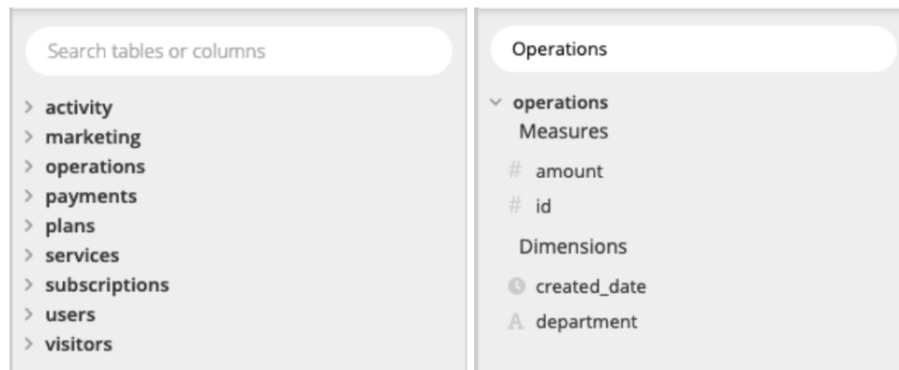 Search tables or columns
activity
marketing
operations
payments
plans
services
subscriptions
users
visitors
Operations
operations
Measures
# amount
# id
Dimensions
created_date
A department